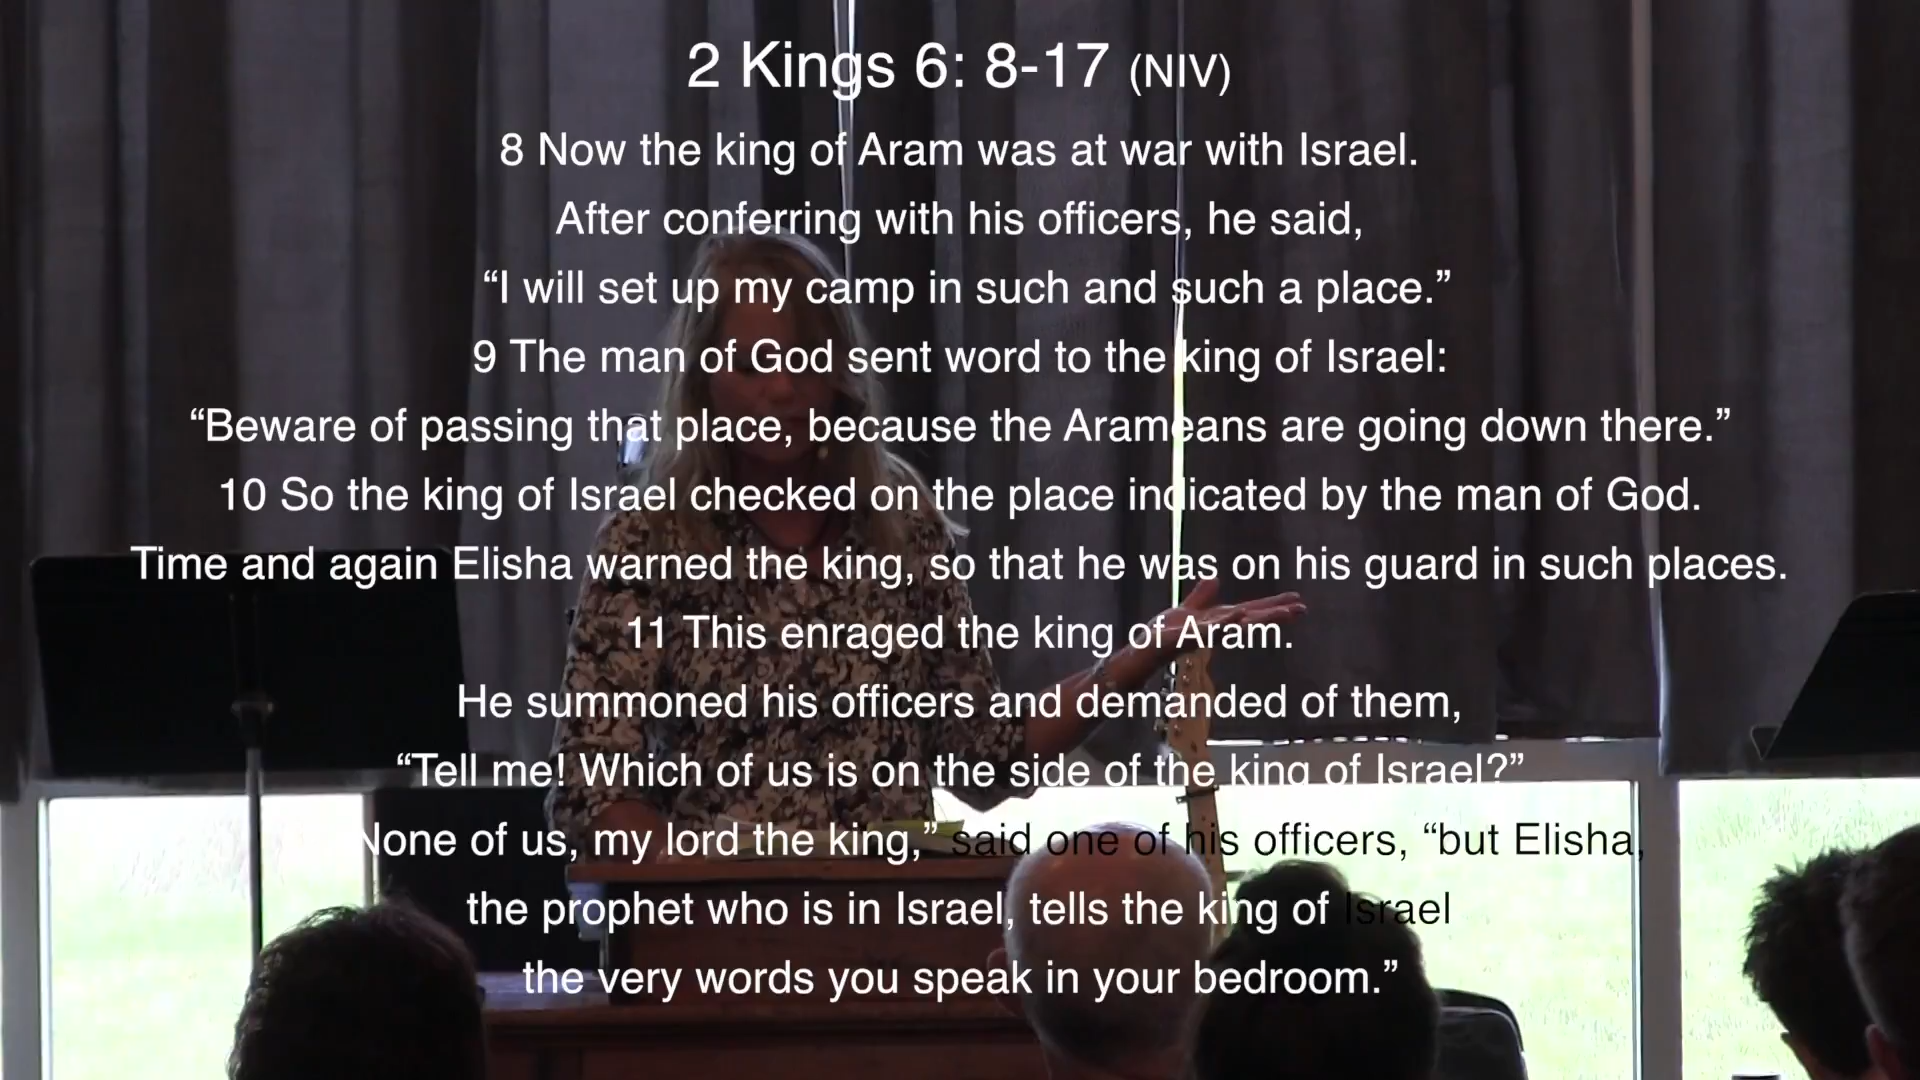 2 Kings 6: 8-17 (NIV)
8 Now the king of Aram was at war with Israel.
After conferring with his officers, he said,
“I will set up my camp in such and such a place.”
9 The man of God sent word to the king of Israel:
“Beware of passing that place, because the Arameans are going down there.”
10 So the king of Israel checked on the place indicated by the man of God.
Time and again Elisha warned the king, so that he was on his guard in such places.
11 This enraged the king of Aram.
He summoned his officers and demanded of them,
“Tell me! Which of us is on the side of the king of Israel?”
None of us, my lord the king,” said one of his officers, “but Elisha,
the prophet who is in Israel, tells the king of Israel
the very words you speak in your bedroom.”